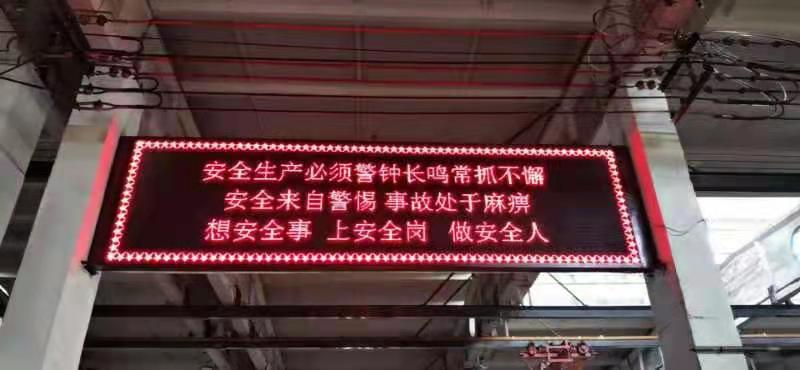 安全生产必须警钟长鸣常抓不懈
安全来自警惕 事故处于麻痹
想安全事 上安全岗 做安全人